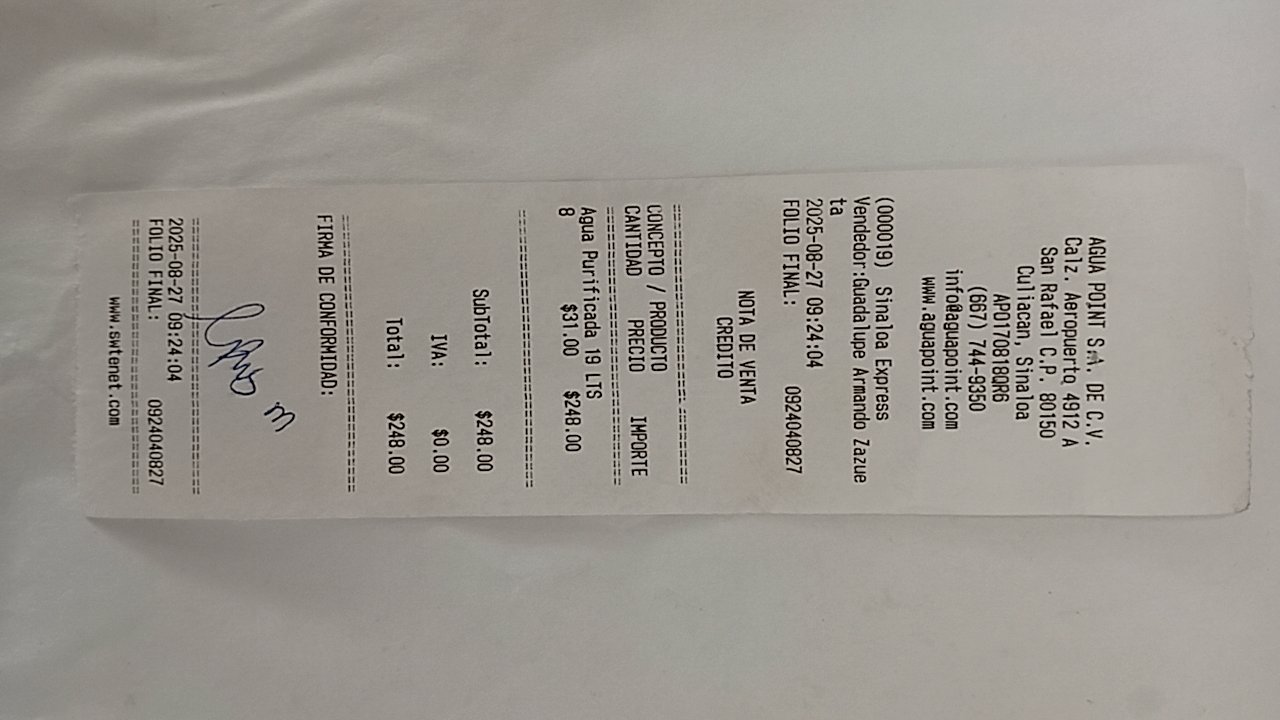 AGUA POINT S.A. DE C.V.
Calz. Aeropuerto 4912 A
San Rafael C.P. 80150
Culiacan, Sinaloa
APO1708180R6
(667) 744-9350
info@aguapoint.com
www.aguapoint.com
(000019) Sinaloa Express
Vendedor:Guadalupe Armando Zazue
ta
2025-08-27 09:24:04
FOLIO FINAL: 0924040827
NOTA DE VENTA
CREDITO
CONCEPTO / PRODUCTO
CANTIDAD PRECIO IMPORTE
Agua Purificada 19 LTS
8 $31.00 $248.00
SubTotal: $248.00
IVA: $0.00
Total: $248.00
FIRMA DE CONFORMIDAD:
2025-08-27 09:24:04
FOLIO FINAL: 0924040827
www.swtenet.com